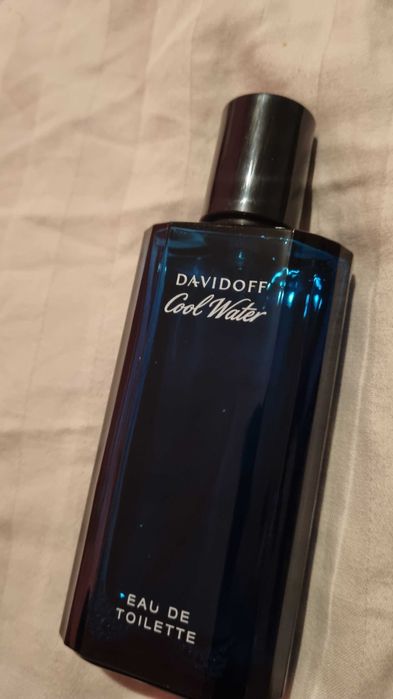 DAVIDOFF
Cool Water
EAU DE
TOILETTE